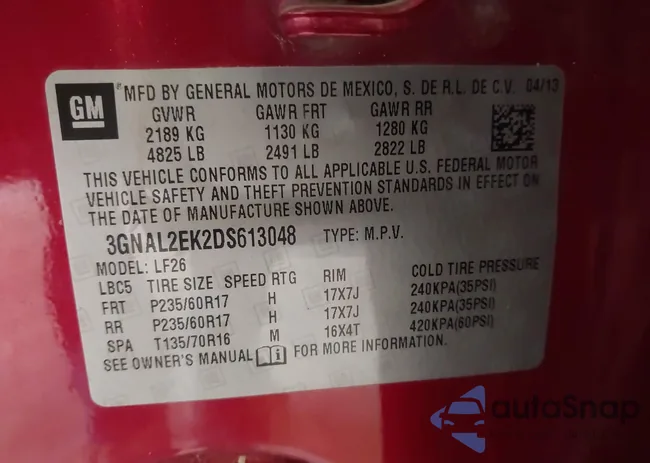 GM
MFD BY GENERAL MOTORS DE MEXICO, S. DE R.L. DE C.V. 04/13
GVWR GAWR FRT GAWR RR
2189 KG 1130 KG 1280 KG
4825 LB 2491 LB 2822 LB
THIS VEHICLE CONFORMS TO ALL APPLICABLE U.S. FEDERAL MOTOR
VEHICLE SAFETY AND THEFT PREVENTION STANDARDS IN EFFECT ON
THE DATE OF MANUFACTURE SHOWN ABOVE.
3GNAL2EK2DS613048 TYPE: M.P.V.
MODEL: LF26
LBC5 TIRE SIZE SPEED RTG RIM COLD TIRE PRESSURE
FRT P235/60R17 H 17X7J 240KPA(35PSI)
RR P235/60R17 H 17X7J 240KPA(35PSI)
SPA T135/70R16 M 16X4T 420KPA(60PSI)
SEE OWNER'S MANUAL FOR MORE INFORMATION.
autoSnap